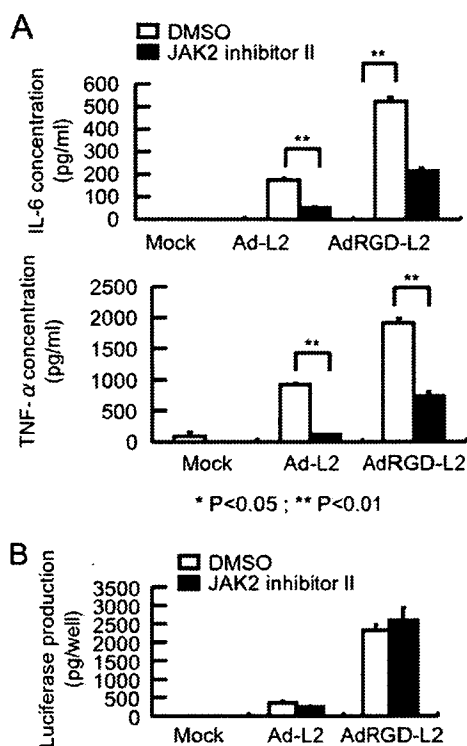 A
DMSO
JAK2 inhibitor II
IL-6 concentration
(pg/ml)
600
500
400
300
200
100
0
**
**
Mock Ad-L2 AdRGD-L2
TNF-α concentration
(pg/ml)
2500
2000
1500
1000
500
0
**
**
Mock Ad-L2 AdRGD-L2
* P<0.05 ; ** P<0.01
B
DMSO
JAK2 inhibitor II
Luciferase production
(pg/well)
3500
3000
2500
2000
1500
1000
500
0
Mock Ad-L2 AdRGD-L2